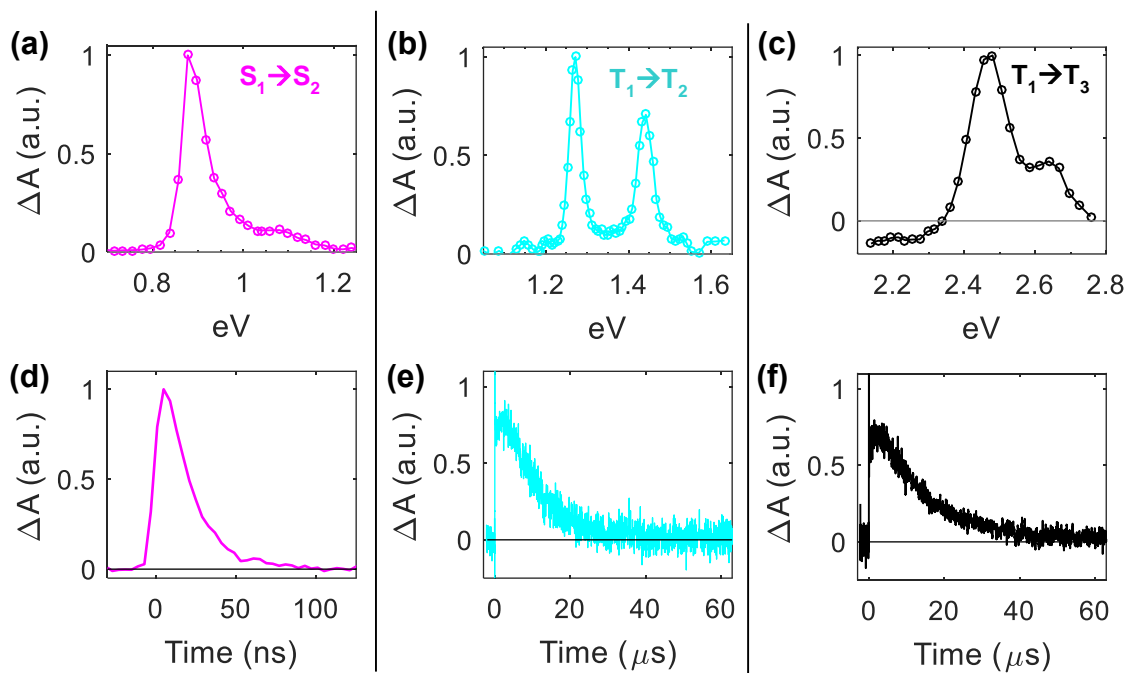 (a)
S1→S2
ΔA (a.u.)
1
0.5
0
0.8
1
1.2
eV
(b)
T1→T2
ΔA (a.u.)
1
0.5
0
1.2
1.4
1.6
eV
(c)
T1→T3
ΔA (a.u.)
1
0.5
0
2.2
2.4
2.6
2.8
eV
(d)
ΔA (a.u.)
1
0.5
0
0
50
100
Time (ns)
(e)
ΔA (a.u.)
1
0.5
0
0
20
40
60
Time (μs)
(f)
ΔA (a.u.)
1
0.5
0
0
20
40
60
Time (μs)